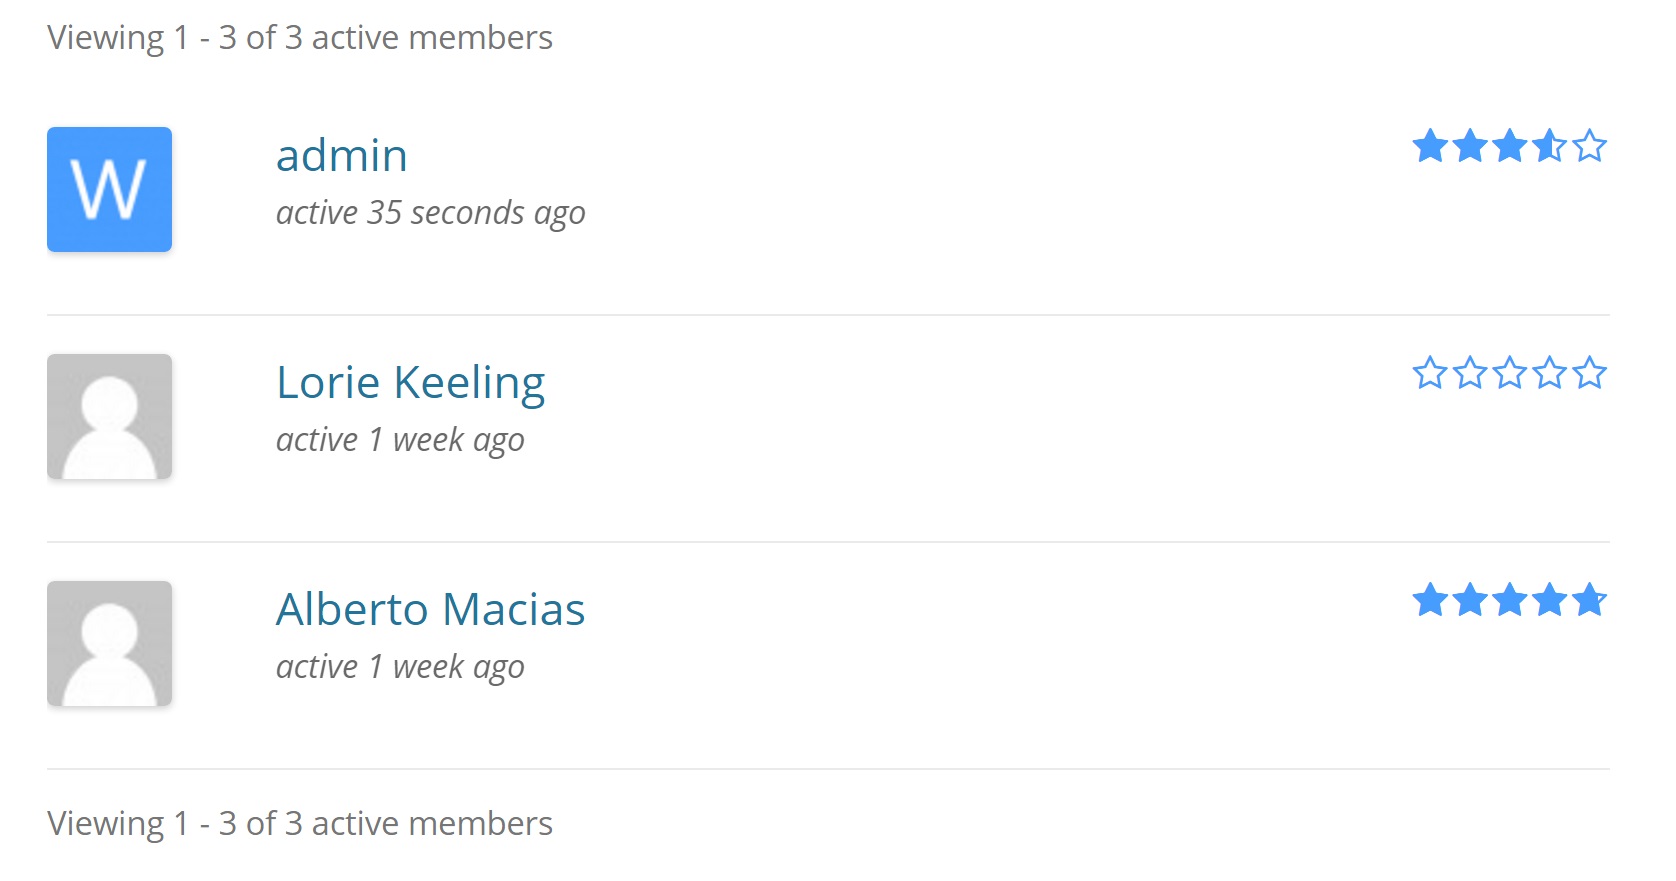 Viewing 1 - 3 of 3 active members
W
admin
active 35 seconds ago
Lorie Keeling
active 1 week ago
Alberto Macias
active 1 week ago
Viewing 1 - 3 of 3 active members